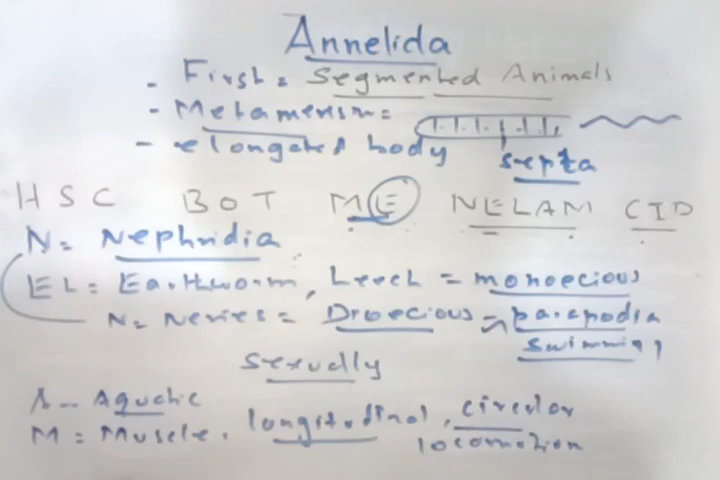 Annelida
- First = Segmented Animals
- Metamerism =
- elongated body septa
HSC BOT ME NELAM CID
N = Nephridia
EL = Earthworm, Leech = monoecious
N = Neries = Dioecious - parapodia
swimming
sexually
A - Aquatic
M = Muscle, longitudinal, circular
locomotion